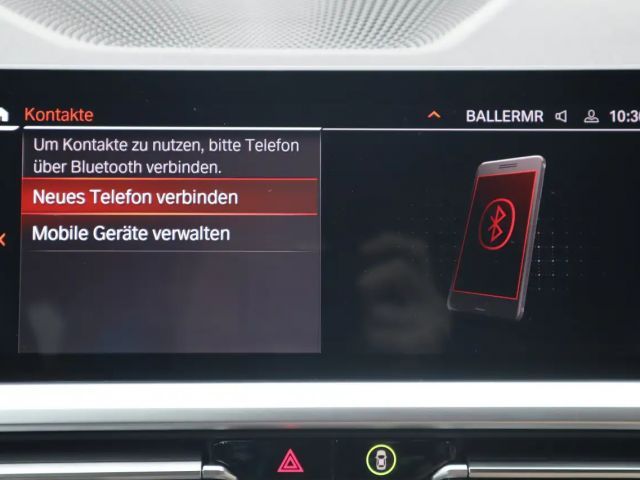 Kontakte
BALLERMR 10:30
Um Kontakte zu nutzen, bitte Telefon
über Bluetooth verbinden.
Neues Telefon verbinden
Mobile Geräte verwalten